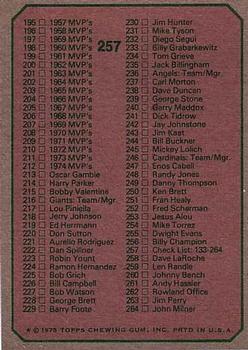 257
195 1957 MVP's
196 1958 MVP's
197 1959 MVP's
198 1960 MVP's
199 1961 MVP's
200 1962 MVP's
201 1963 MVP's
202 1964 MVP's
203 1965 MVP's
204 1966 MVP's
205 1967 MVP's
206 1968 MVP's
207 1969 MVP's
208 1970 MVP's
209 1971 MVP's
210 1972 MVP's
211 1973 MVP's
212 1974 MVP's
213 Oscar Gamble
214 Harry Parker
215 Bobby Valentine
216 Giants: Team/Mgr.
217 Lou Piniella
218 Jerry Johnson
219 Ed Herrmann
220 Don Sutton
221 Aurelio Rodriguez
222 Dan Spillner
223 Robin Yount
224 Ramon Hernandez
225 Bob Grich
226 Bill Campbell
227 Bob Watson
228 George Brett
229 Barry Foote
230 Jim Hunter
231 Mike Tyson
232 Diego Segui
233 Billy Grabarkewitz
234 Tom Grieve
235 Jack Billingham
236 Angels: Team/Mgr.
237 Carl Morton
238 Dave Duncan
239 George Stone
240 Garry Maddox
241 Dick Tidrow
242 Jay Johnstone
243 Jim Kaat
244 Bill Buckner
245 Mickey Lolich
246 Cardinals: Team/Mgr.
247 Enos Cabell
248 Randy Jones
249 Danny Thompson
250 Ken Brett
251 Fran Healy
252 Fred Scherman
253 Jesus Alou
254 Mike Torrez
255 Dwight Evans
256 Billy Champion
257 Check List: 133-264
258 Dave LaRoche
259 Len Randle
260 Johnny Bench
261 Andy Hassler
262 Rowland Office
263 Jim Perry
264 John Milner
★ © 1975 TOPPS CHEWING GUM, INC. PRTD IN U.S.A.